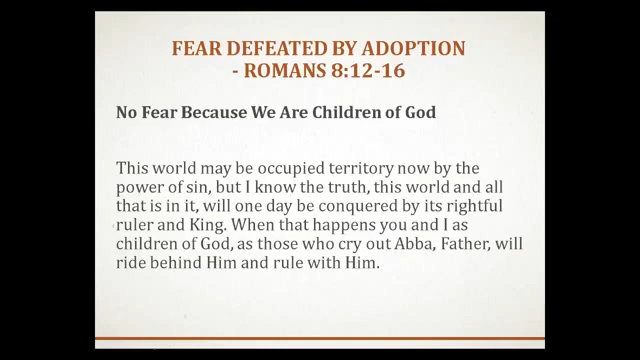 FEAR DEFEATED BY ADOPTION
- ROMANS 8:12-16
No Fear Because We Are Children of God
This world may be occupied territory now by the
power of sin, but I know the truth, this world and all
that is in it, will one day be conquered by its rightful
ruler and King. When that happens you and I as
children of God, as those who cry out Abba, Father, will
ride behind Him and rule with Him.